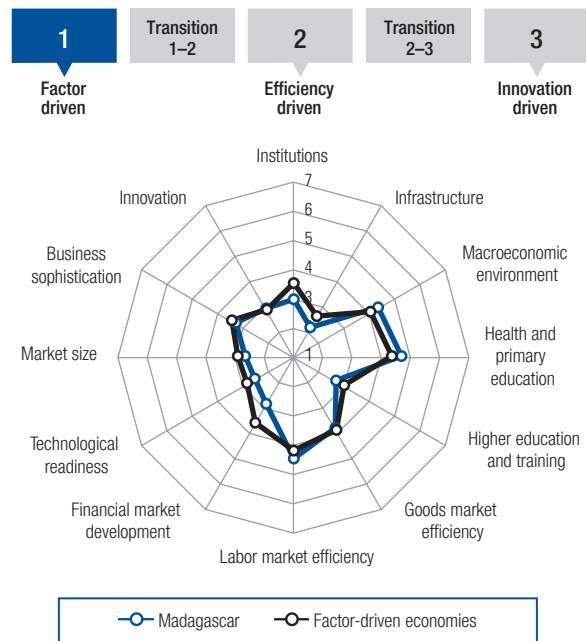 1
Transition
1–2
2
Transition
2–3
3
Factor
driven
Efficiency
driven
Innovation
driven
Institutions
7
6
5
4
3
2
1
Infrastructure
Macroeconomic
environment
Health and
primary
education
Higher education
and training
Goods market
efficiency
Labor market efficiency
Financial market
development
Technological
readiness
Market size
Business
sophistication
Innovation
Madagascar
Factor-driven economies